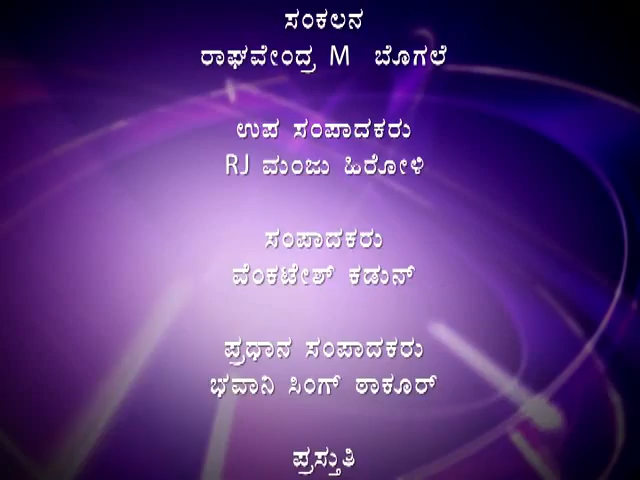 ಸಂಕಲನ
ರಾಘವೇಂದ್ರ M ಬೊಗಲೆ
ಉಪ ಸಂಪಾದಕರು
RJ ಮಂಜು ಹಿರೋಳಿ
ಸಂಪಾದಕರು
ವೆಂಕಟೇಶ್ ಕಡುನ್
ಪ್ರಧಾನ ಸಂಪಾದಕರು
ಭವಾನಿ ಸಿಂಗ್ ಠಾಕೂರ್
ಪ್ರಸ್ತುತಿ